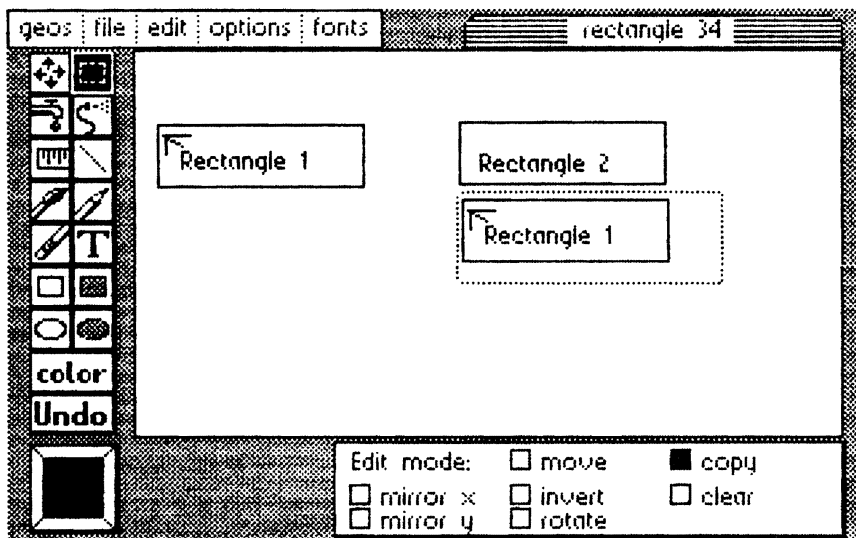 geos file edit options fonts
rectangle 34
Rectangle 1
Rectangle 2
Rectangle 1
T
color
Undo
Edit mode: move copy
mirror x invert clear
mirror y rotate